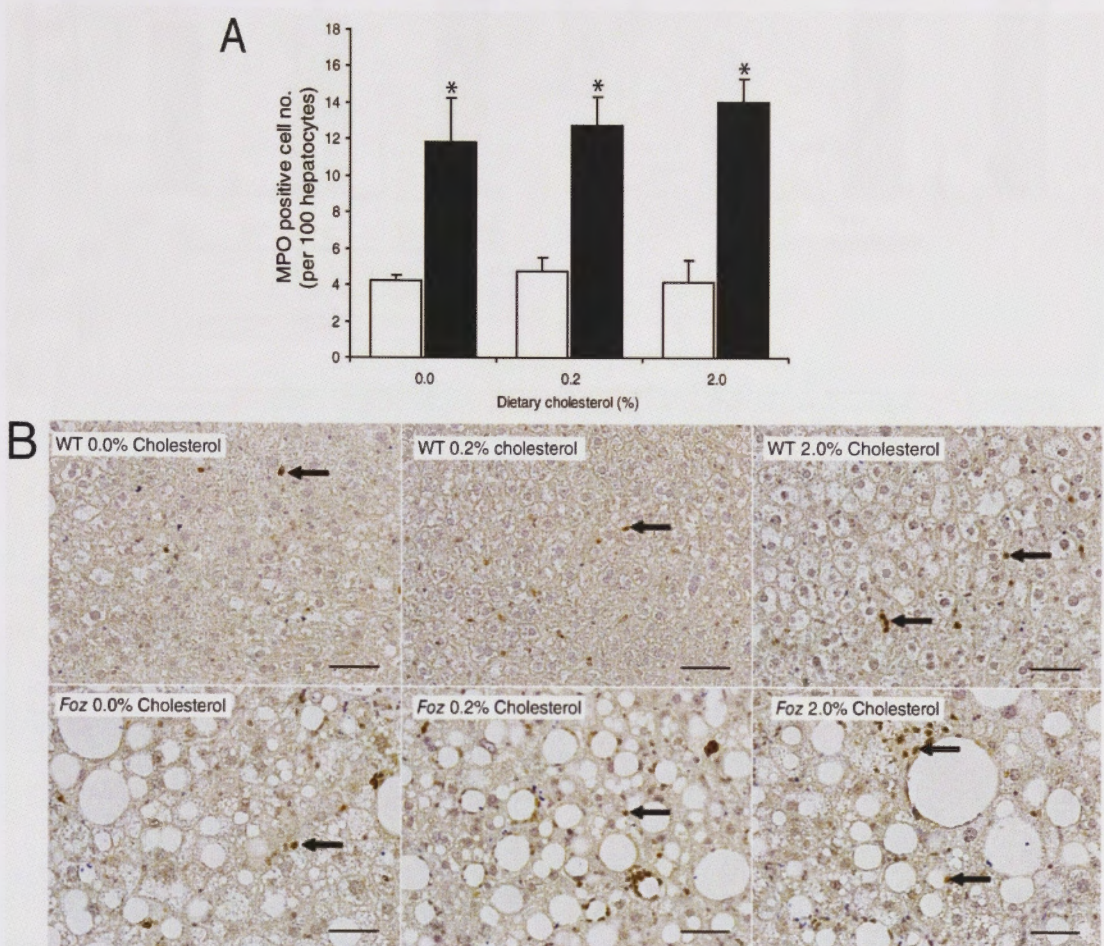 A
MPO positive cell no.
(per 100 hepatocytes)
18
16
14
12
10
8
6
4
2
0
*
*
*
0.0
0.2
2.0
Dietary cholesterol (%)
B
WT 0.0% Cholesterol
WT 0.2% cholesterol
WT 2.0% Cholesterol
Foz 0.0% Cholesterol
Foz 0.2% Cholesterol
Foz 2.0% Cholesterol